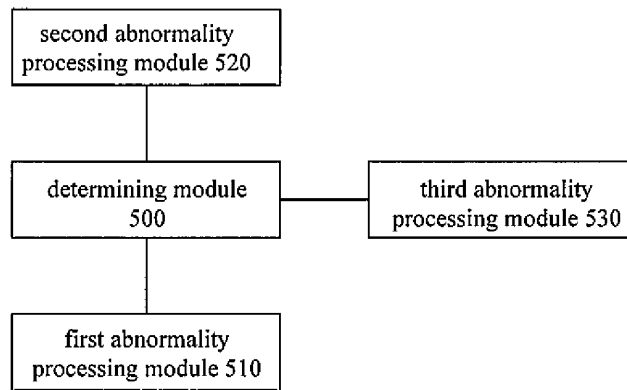 second abnormality
processing module 520
determining module
500
third abnormality
processing module 530
first abnormality
processing module 510